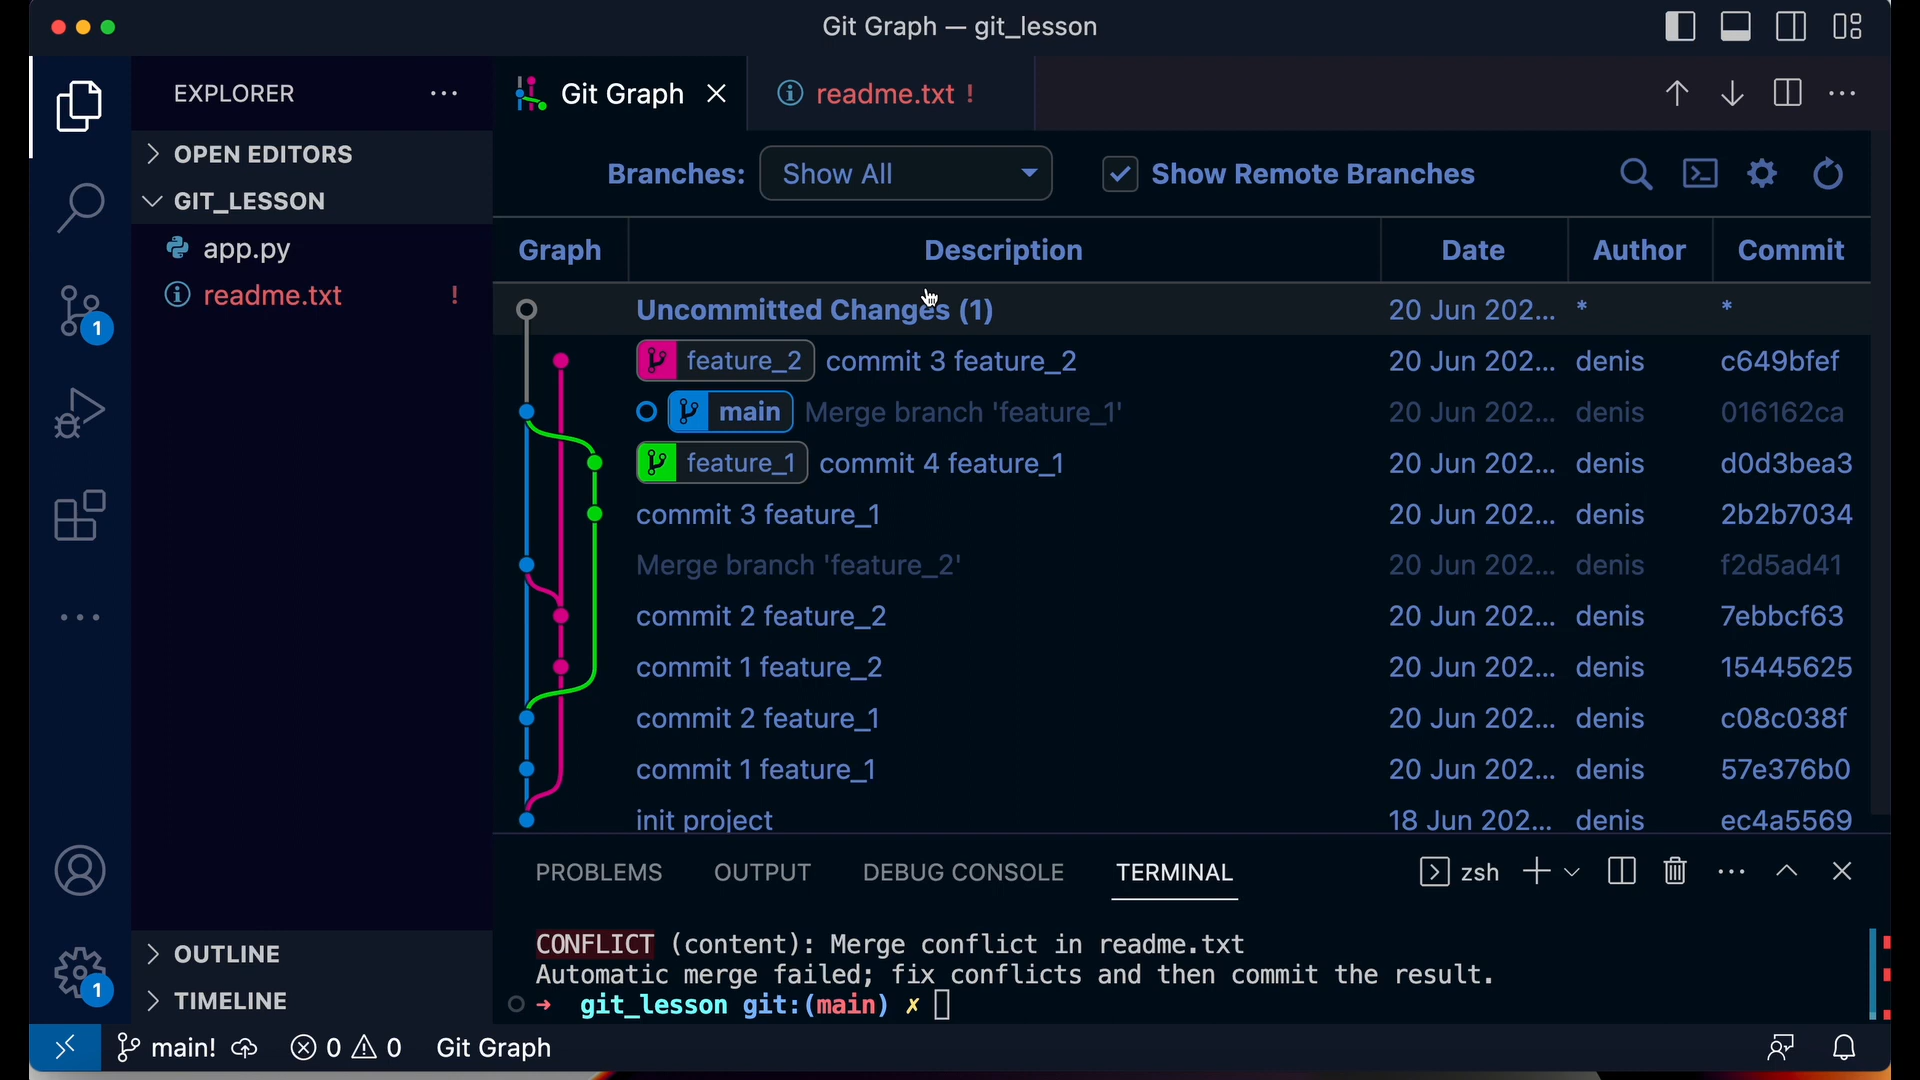 Git Graph — git_lesson
EXPLORER
Git Graph
readme.txt !
OPEN EDITORS
GIT_LESSON
app.py
readme.txt !
Branches: Show All Show Remote Branches
Graph Description Date Author Commit
Uncommitted Changes (1) 20 Jun 202... * *
feature_2 commit 3 feature_2 20 Jun 202... denis c649bfef
main Merge branch 'feature_1' 20 Jun 202... denis 016162ca
feature_1 commit 4 feature_1 20 Jun 202... denis d0d3bea3
commit 3 feature_1 20 Jun 202... denis 2b2b7034
Merge branch 'feature_2' 20 Jun 202... denis f2d5ad41
commit 2 feature_2 20 Jun 202... denis 7ebbcf63
commit 1 feature_2 20 Jun 202... denis 15445625
commit 2 feature_1 20 Jun 202... denis c08c038f
commit 1 feature_1 20 Jun 202... denis 57e376b0
init project 18 Jun 202... denis ec4a5569
1
1
OUTLINE
TIMELINE
PROBLEMS OUTPUT DEBUG CONSOLE TERMINAL zsh
CONFLICT (content): Merge conflict in readme.txt
Automatic merge failed; fix conflicts and then commit the result.
➜ git_lesson git:(main) ✗
main! 0 0 Git Graph